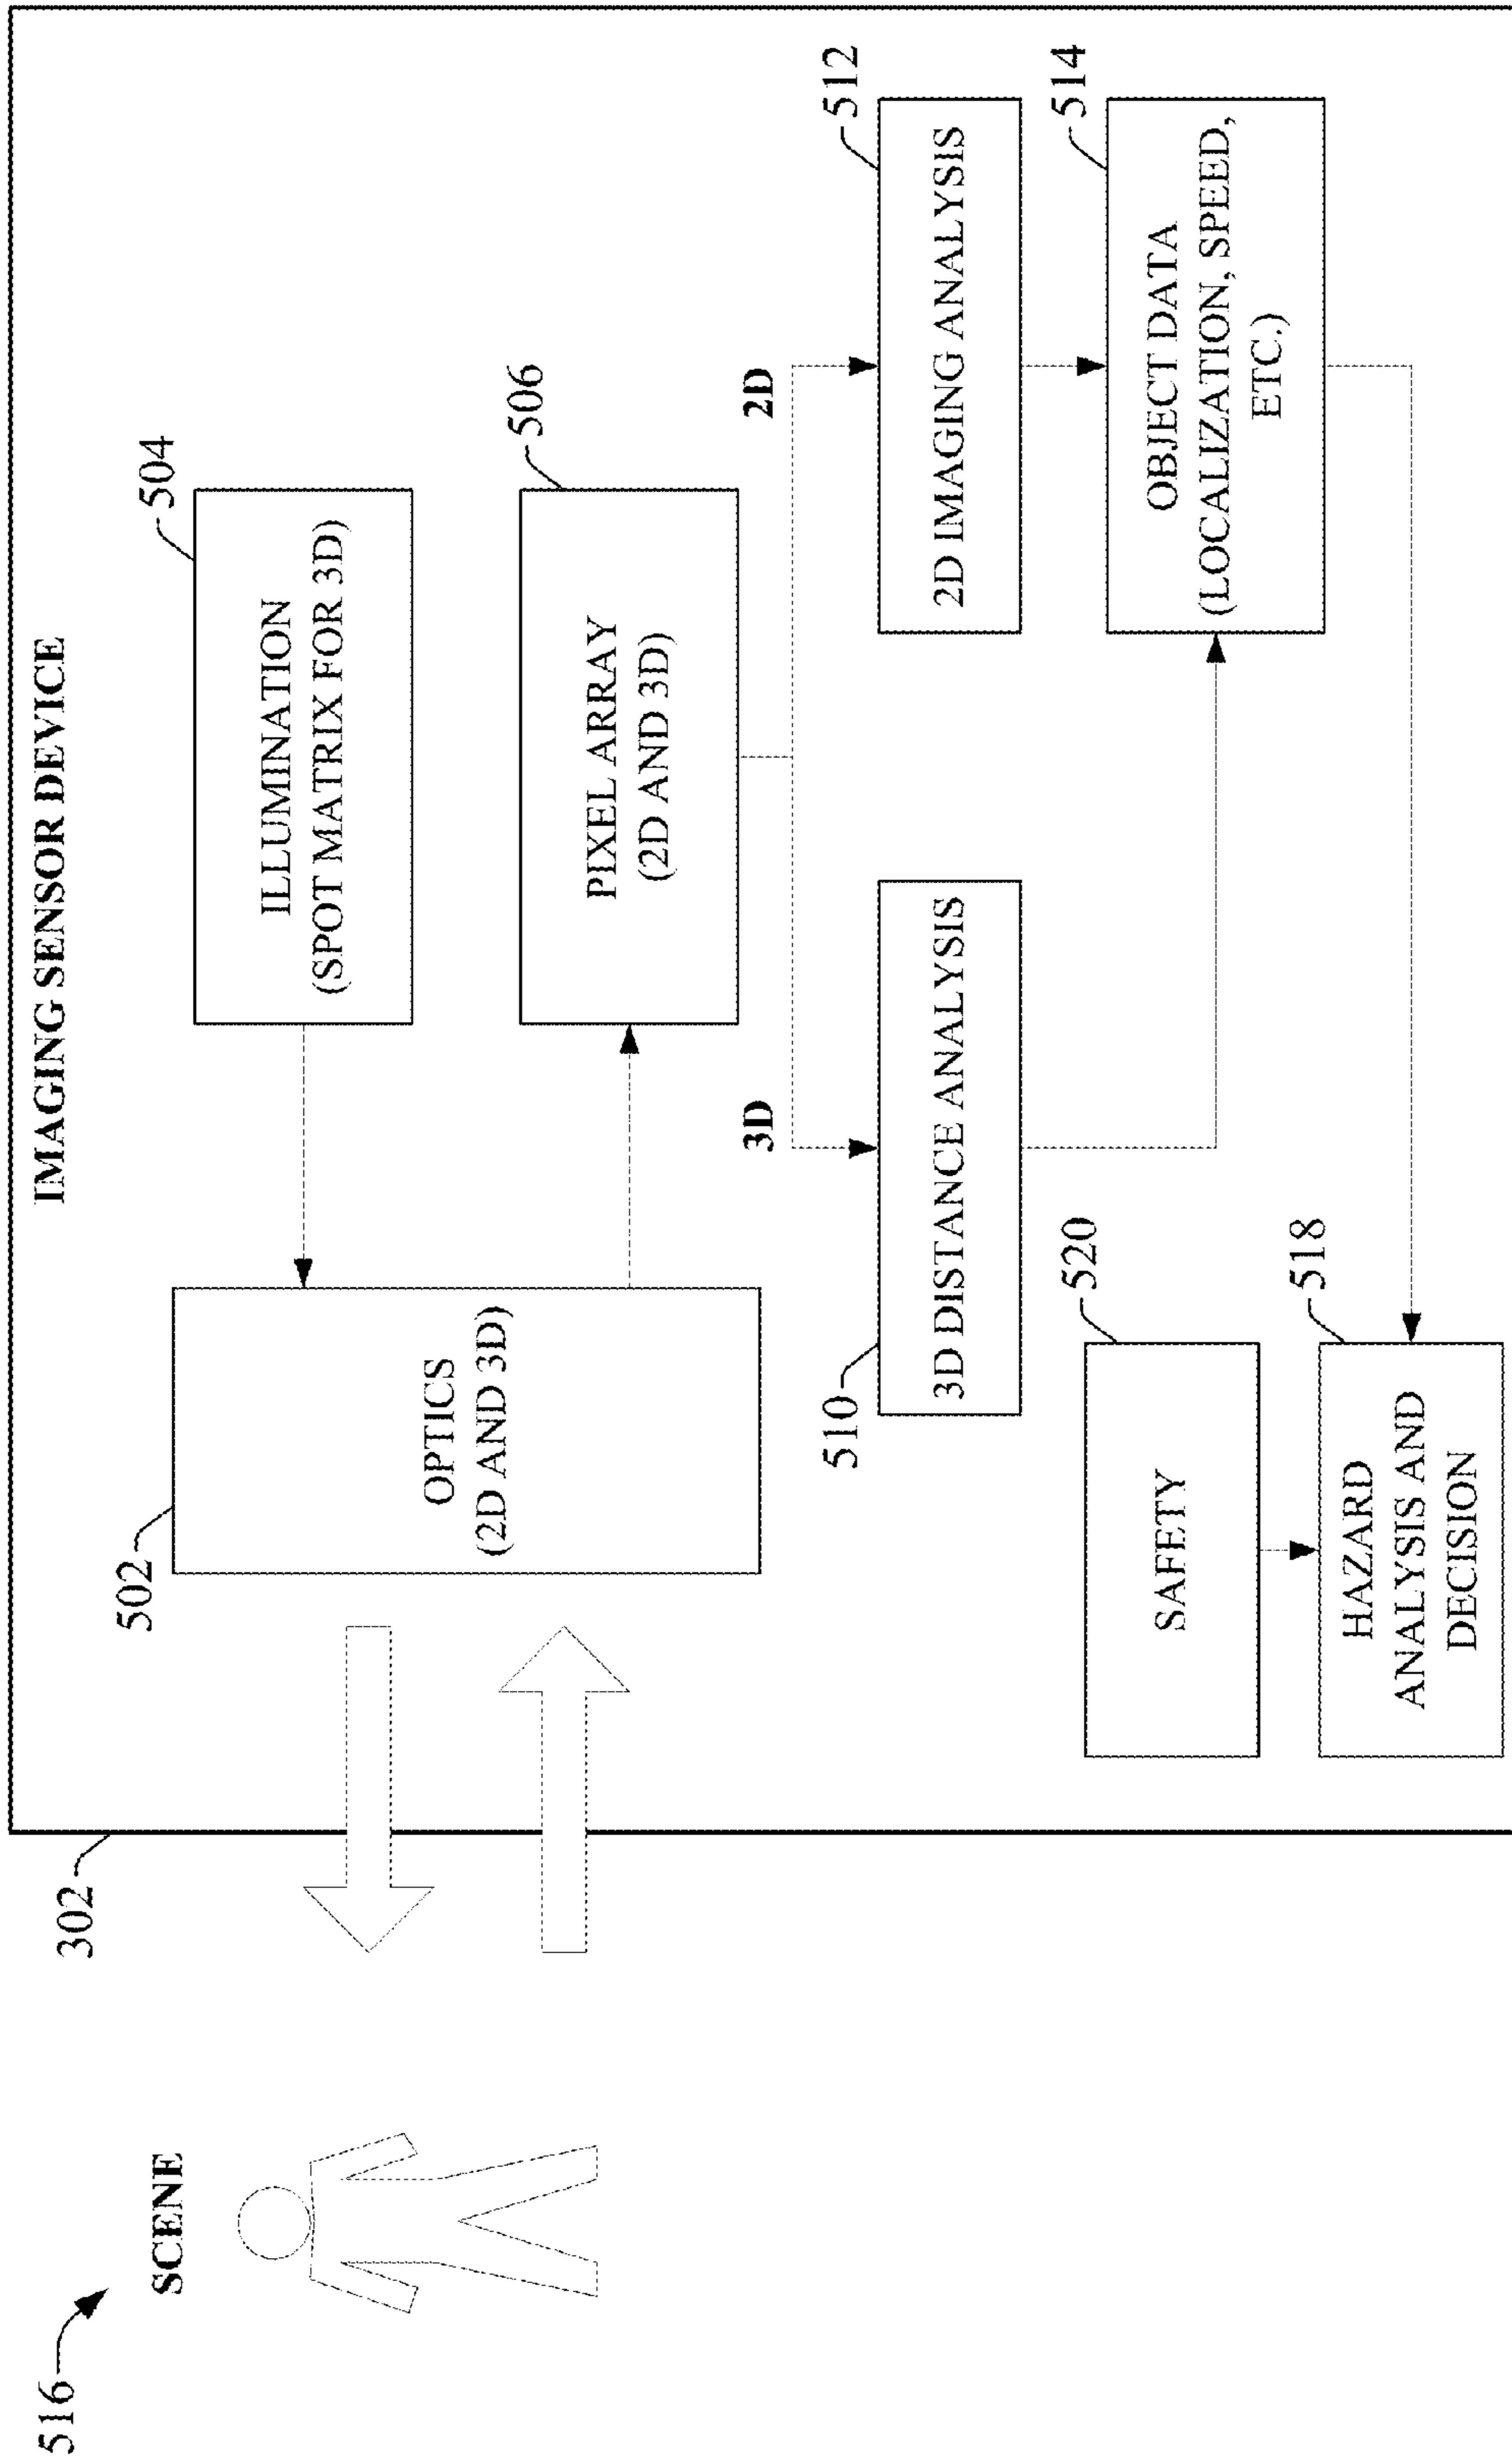 516
SCENE
302
IMAGING SENSOR DEVICE
502
OPTICS
(2D AND 3D)
504
ILLUMINATION
(SPOT MATRIX FOR 3D)
506
PIXEL ARRAY
(2D AND 3D)
3D
2D
510
3D DISTANCE ANALYSIS
512
2D IMAGING ANALYSIS
520
SAFETY
514
OBJECT DATA
(LOCALIZATION, SPEED,
ETC.)
518
HAZARD
ANALYSIS AND
DECISION